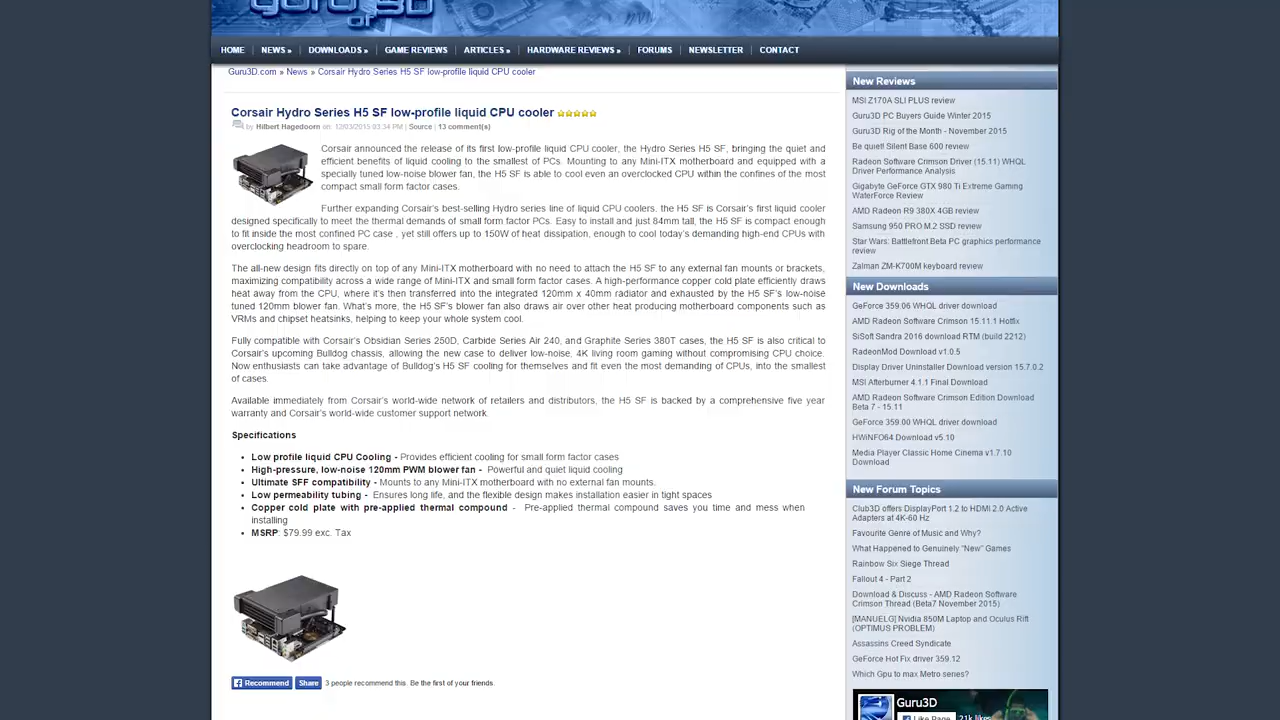 guru of 3D
HOME NEWS » DOWNLOADS » GAME REVIEWS ARTICLES » HARDWARE REVIEWS » FORUMS NEWSLETTER CONTACT
Guru3D.com » News » Corsair Hydro Series H5 SF low-profile liquid CPU cooler
Corsair Hydro Series H5 SF low-profile liquid CPU cooler
by Hilbert Hagedoorn on: 12/03/2015 03:34 PM | Source | 13 comment(s)
Corsair announced the release of its first low-profile liquid CPU cooler, the Hydro Series H5 SF, bringing the quiet and
efficient benefits of liquid cooling to the smallest of PCs. Mounting to any Mini-ITX motherboard and equipped with a
specially tuned low-noise blower fan, the H5 SF is able to cool even an overclocked CPU within the confines of the most
compact small form factor cases.
Further expanding Corsair's best-selling Hydro series line of liquid CPU coolers. the H5 SF is Corsair's first liquid cooler
designed specifically to meet the thermal demands of small form factor PCs. Easy to install and just 84mm tall, the H5 SF is compact enough
to fit inside the most confined PC case , yet still offers up to 150W of heat dissipation, enough to cool today's demanding high-end CPUs with
overclocking headroom to spare.
The all-new design fits directly on top of any Mini-ITX motherboard with no need to attach the H5 SF to any external fan mounts or brackets,
maximizing compatibility across a wide range of Mini-ITX and small form factor cases. A high-performance copper cold plate efficiently draws
heat away from the CPU, where it's then transferred into the integrated 120mm x 40mm radiator and exhausted by the H5 SF's low-noise
tuned 120mm blower fan. What's more, the H5 SF's blower fan also draws air over other heat producing motherboard components such as
VRMs and chipset heatsinks, helping to keep your whole system cool.
Fully compatible with Corsair's Obsidian Series 250D, Carbide Series Air 240, and Graphite Series 380T cases, the H5 SF is also critical to
Corsair's upcoming Bulldog chassis, allowing the new case to deliver low-noise, 4K living room gaming without compromising CPU choice.
Now enthusiasts can take advantage of Bulldog's H5 SF cooling for themselves and fit even the most demanding of CPUs, into the smallest
of cases.
Available immediately from Corsair's world-wide network of retailers and distributors, the H5 SF is backed by a comprehensive five year
warranty and Corsair's world-wide customer support network.
Specifications
• Low profile liquid CPU Cooling - Provides efficient cooling for small form factor cases
• High-pressure, low-noise 120mm PWM blower fan - Powerful and quiet liquid cooling
• Ultimate SFF compatibility - Mounts to any Mini-ITX motherboard with no external fan mounts.
• Low permeability tubing - Ensures long life, and the flexible design makes installation easier in tight spaces
• Copper cold plate with pre-applied thermal compound - Pre-applied thermal compound saves you time and mess when
installing
• MSRP: $79.99 exc. Tax
Recommend Share 3 people recommend this. Be the first of your friends.
New Reviews
MSI Z170A SLI PLUS review
Guru3D PC Buyers Guide Winter 2015
Guru3D Rig of the Month - November 2015
Be quiet! Silent Base 600 review
Radeon Software Crimson Driver (15.11) WHQL
Driver Performance Analysis
Gigabyte GeForce GTX 980 Ti Extreme Gaming
WaterForce Review
AMD Radeon R9 380X 4GB review
Samsung 950 PRO M.2 SSD review
Star Wars: Battlefront Beta PC graphics performance
review
Zalman ZM-K700M keyboard review
New Downloads
GeForce 359.06 WHQL driver download
AMD Radeon Software Crimson 15.11.1 Hotfix
SiSoft Sandra 2016 download RTM (build 2212)
RadeonMod Download v1.0.5
Display Driver Uninstaller Download version 15.7.0.2
MSI Afterburner 4.1.1 Final Download
AMD Radeon Software Crimson Edition Download
Beta 7 - 15.11
GeForce 359.00 WHQL driver download
HWiNFO64 Download v5.10
Media Player Classic Home Cinema v1.7.10
Download
New Forum Topics
Club3D offers DisplayPort 1.2 to HDMI 2.0 Active
Adapters at 4K-60 Hz
Favourite Genre of Music and Why?
What Happened to Genuinely "New" Games
Rainbow Six Siege Thread
Fallout 4 - Part 2
Download & Discuss - AMD Radeon Software
Crimson Thread (Beta7 November 2015)
[MANUELG] Nvidia 850M Laptop and Oculus Rift
(OPTIMUS PROBLEM)
Assassins Creed Syndicate
GeForce Hot Fix driver 359.12
Which Gpu to max Metro series?
Guru3D
Like Page 21k likes